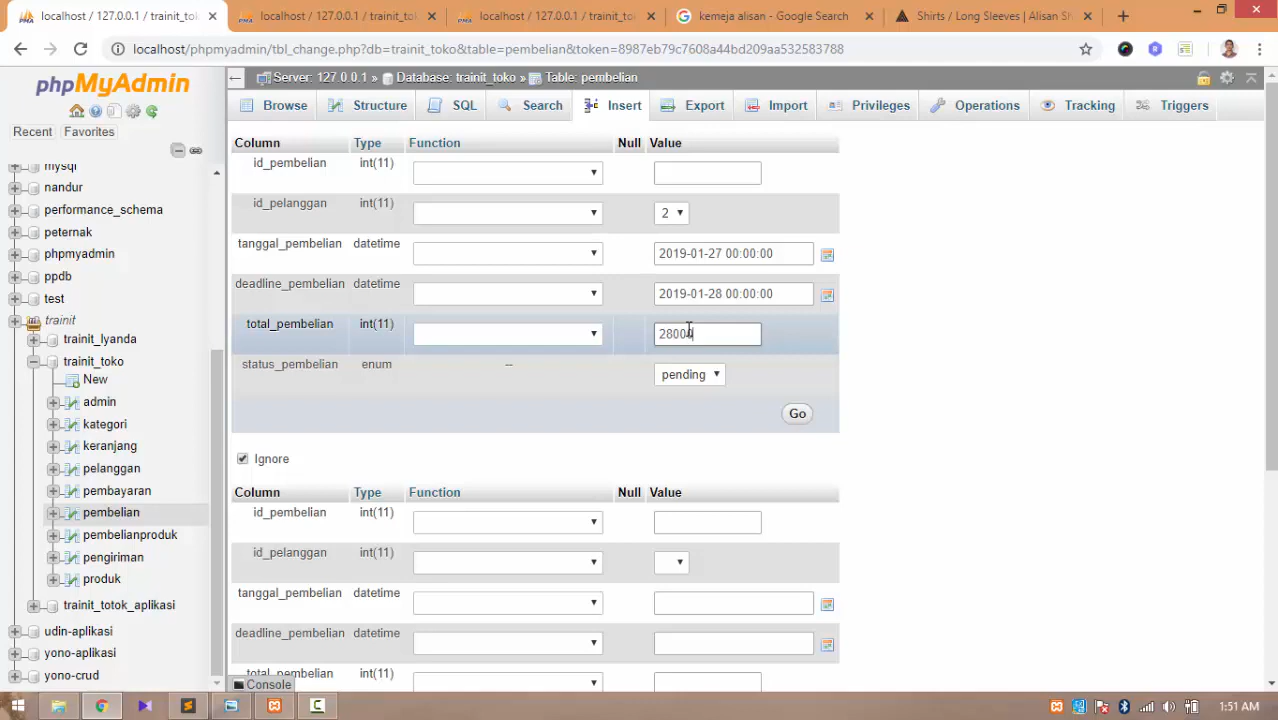 localhost / 127.0.0.1 / trainit_to
localhost / 127.0.0.1 / trainit_to
localhost / 127.0.0.1 / trainit_to
kemeja alisan - Google Search
Shirts / Long Sleeves | Alisan Sh
localhost/phpmyadmin/tbl_change.php?db=trainit_toko&table=pembelian&token=8987eb79c7608a44bd209aa532583788
phpMyAdmin
Recent Favorites
mysql
nandur
performance_schema
peternak
phpmyadmin
ppdb
test
trainit
trainit_lyanda
trainit_toko
New
admin
kategori
keranjang
pelanggan
pembayaran
pembelian
pembelianproduk
pengiriman
produk
trainit_totok_aplikasi
udin-aplikasi
yono-aplikasi
yono-crud
Server: 127.0.0.1 » Database: trainit_toko » Table: pembelian
Browse Structure SQL Search Insert Export Import Privileges Operations Tracking Triggers
Column Type Function Null Value
id_pembelian int(11)
id_pelanggan int(11) 2
tanggal_pembelian datetime 2019-01-27 00:00:00
deadline_pembelian datetime 2019-01-28 00:00:00
total_pembelian int(11)
status_pembelian enum -- pending
Go
Ignore
Column Type Function Null Value
id_pembelian int(11)
id_pelanggan int(11)
tanggal_pembelian datetime
deadline_pembelian datetime
total_pembelian int(11)
Console
1:51 AM